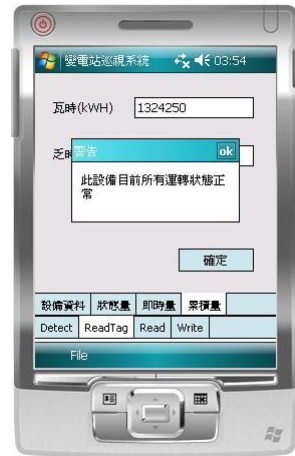 變電站巡視系統 03:54
瓦時(kWH) 1324250
乏時
警告 ok
此設備目前所有運轉狀態正
常
確定
設備資料 狀態量 即時量 累積量
Detect ReadTag Read Write
File